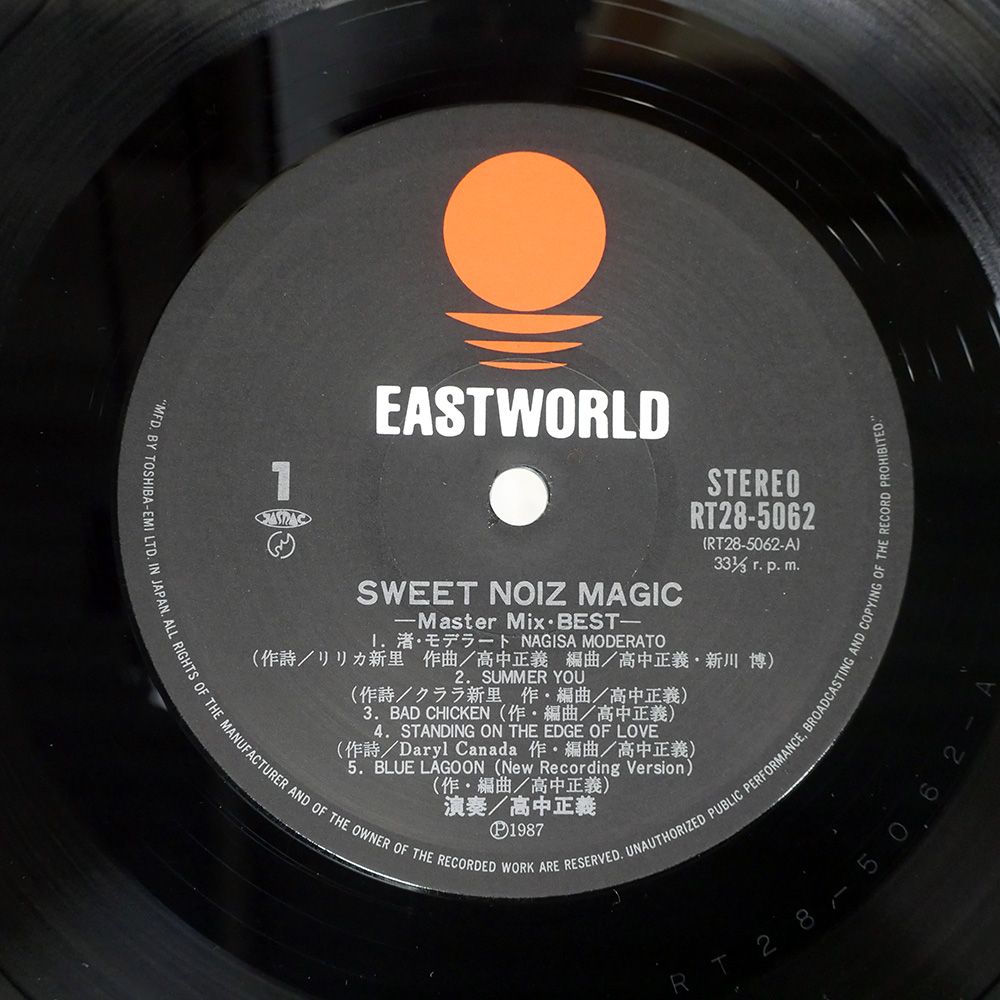 EASTWORLD
1
JASRAC
STEREO
RT28-5062
(RT28-5062-A)
33⅓ r.p.m.
SWEET NOIZ MAGIC
—Master Mix・BEST—
1. 渚・モデラート NAGISA MODERATO
(作詩／リリカ新里 作曲／高中正義 編曲／高中正義・新川 博)
2. SUMMER YOU
(作詩／クララ新里 作・編曲／高中正義)
3. BAD CHICKEN (作・編曲／高中正義)
4. STANDING ON THE EDGE OF LOVE
(作詩／Daryl Canada 作・編曲／高中正義)
5. BLUE LAGOON (New Recording Version)
(作・編曲／高中正義)
演奏／高中正義
Ⓟ1987
"MFD. BY TOSHIBA-EMI LTD. IN JAPAN. ALL RIGHTS OF THE MANUFACTURER AND OF THE OWNER OF THE RECORDED WORK ARE RESERVED. UNAUTHORIZED PUBLIC PERFORMANCE, BROADCASTING AND COPYING OF THE RECORD PROHIBITED."
RT28-5062-A